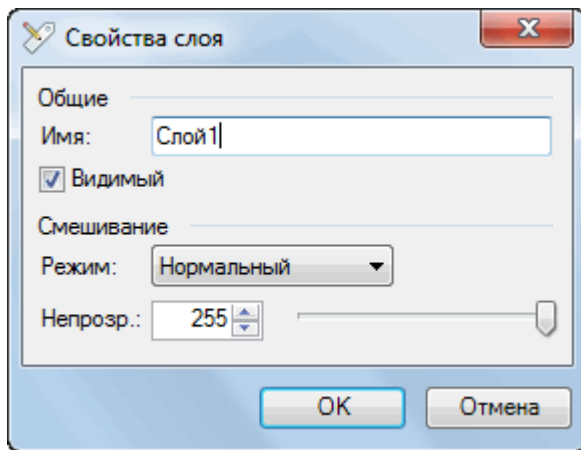 Свойства слоя
Общие
Имя: Слой1
Видимый
Смешивание
Режим: Нормальный
Непрозр.: 255
OK Отмена